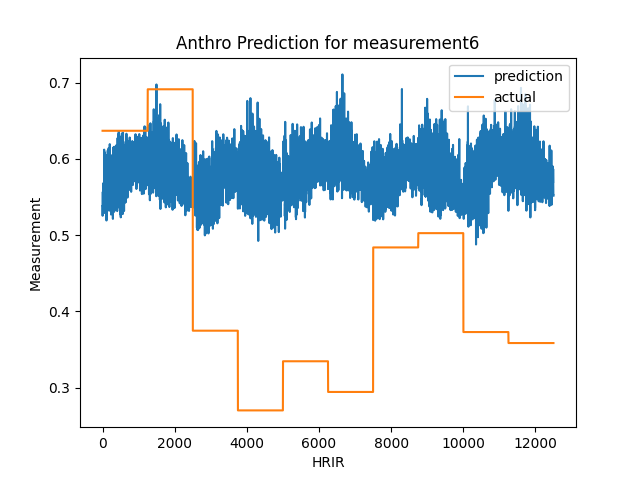 Anthro Prediction for measurement6
prediction
actual
Measurement
0.7
0.6
0.5
0.4
0.3
0 2000 4000 6000 8000 10000 12000
HRIR